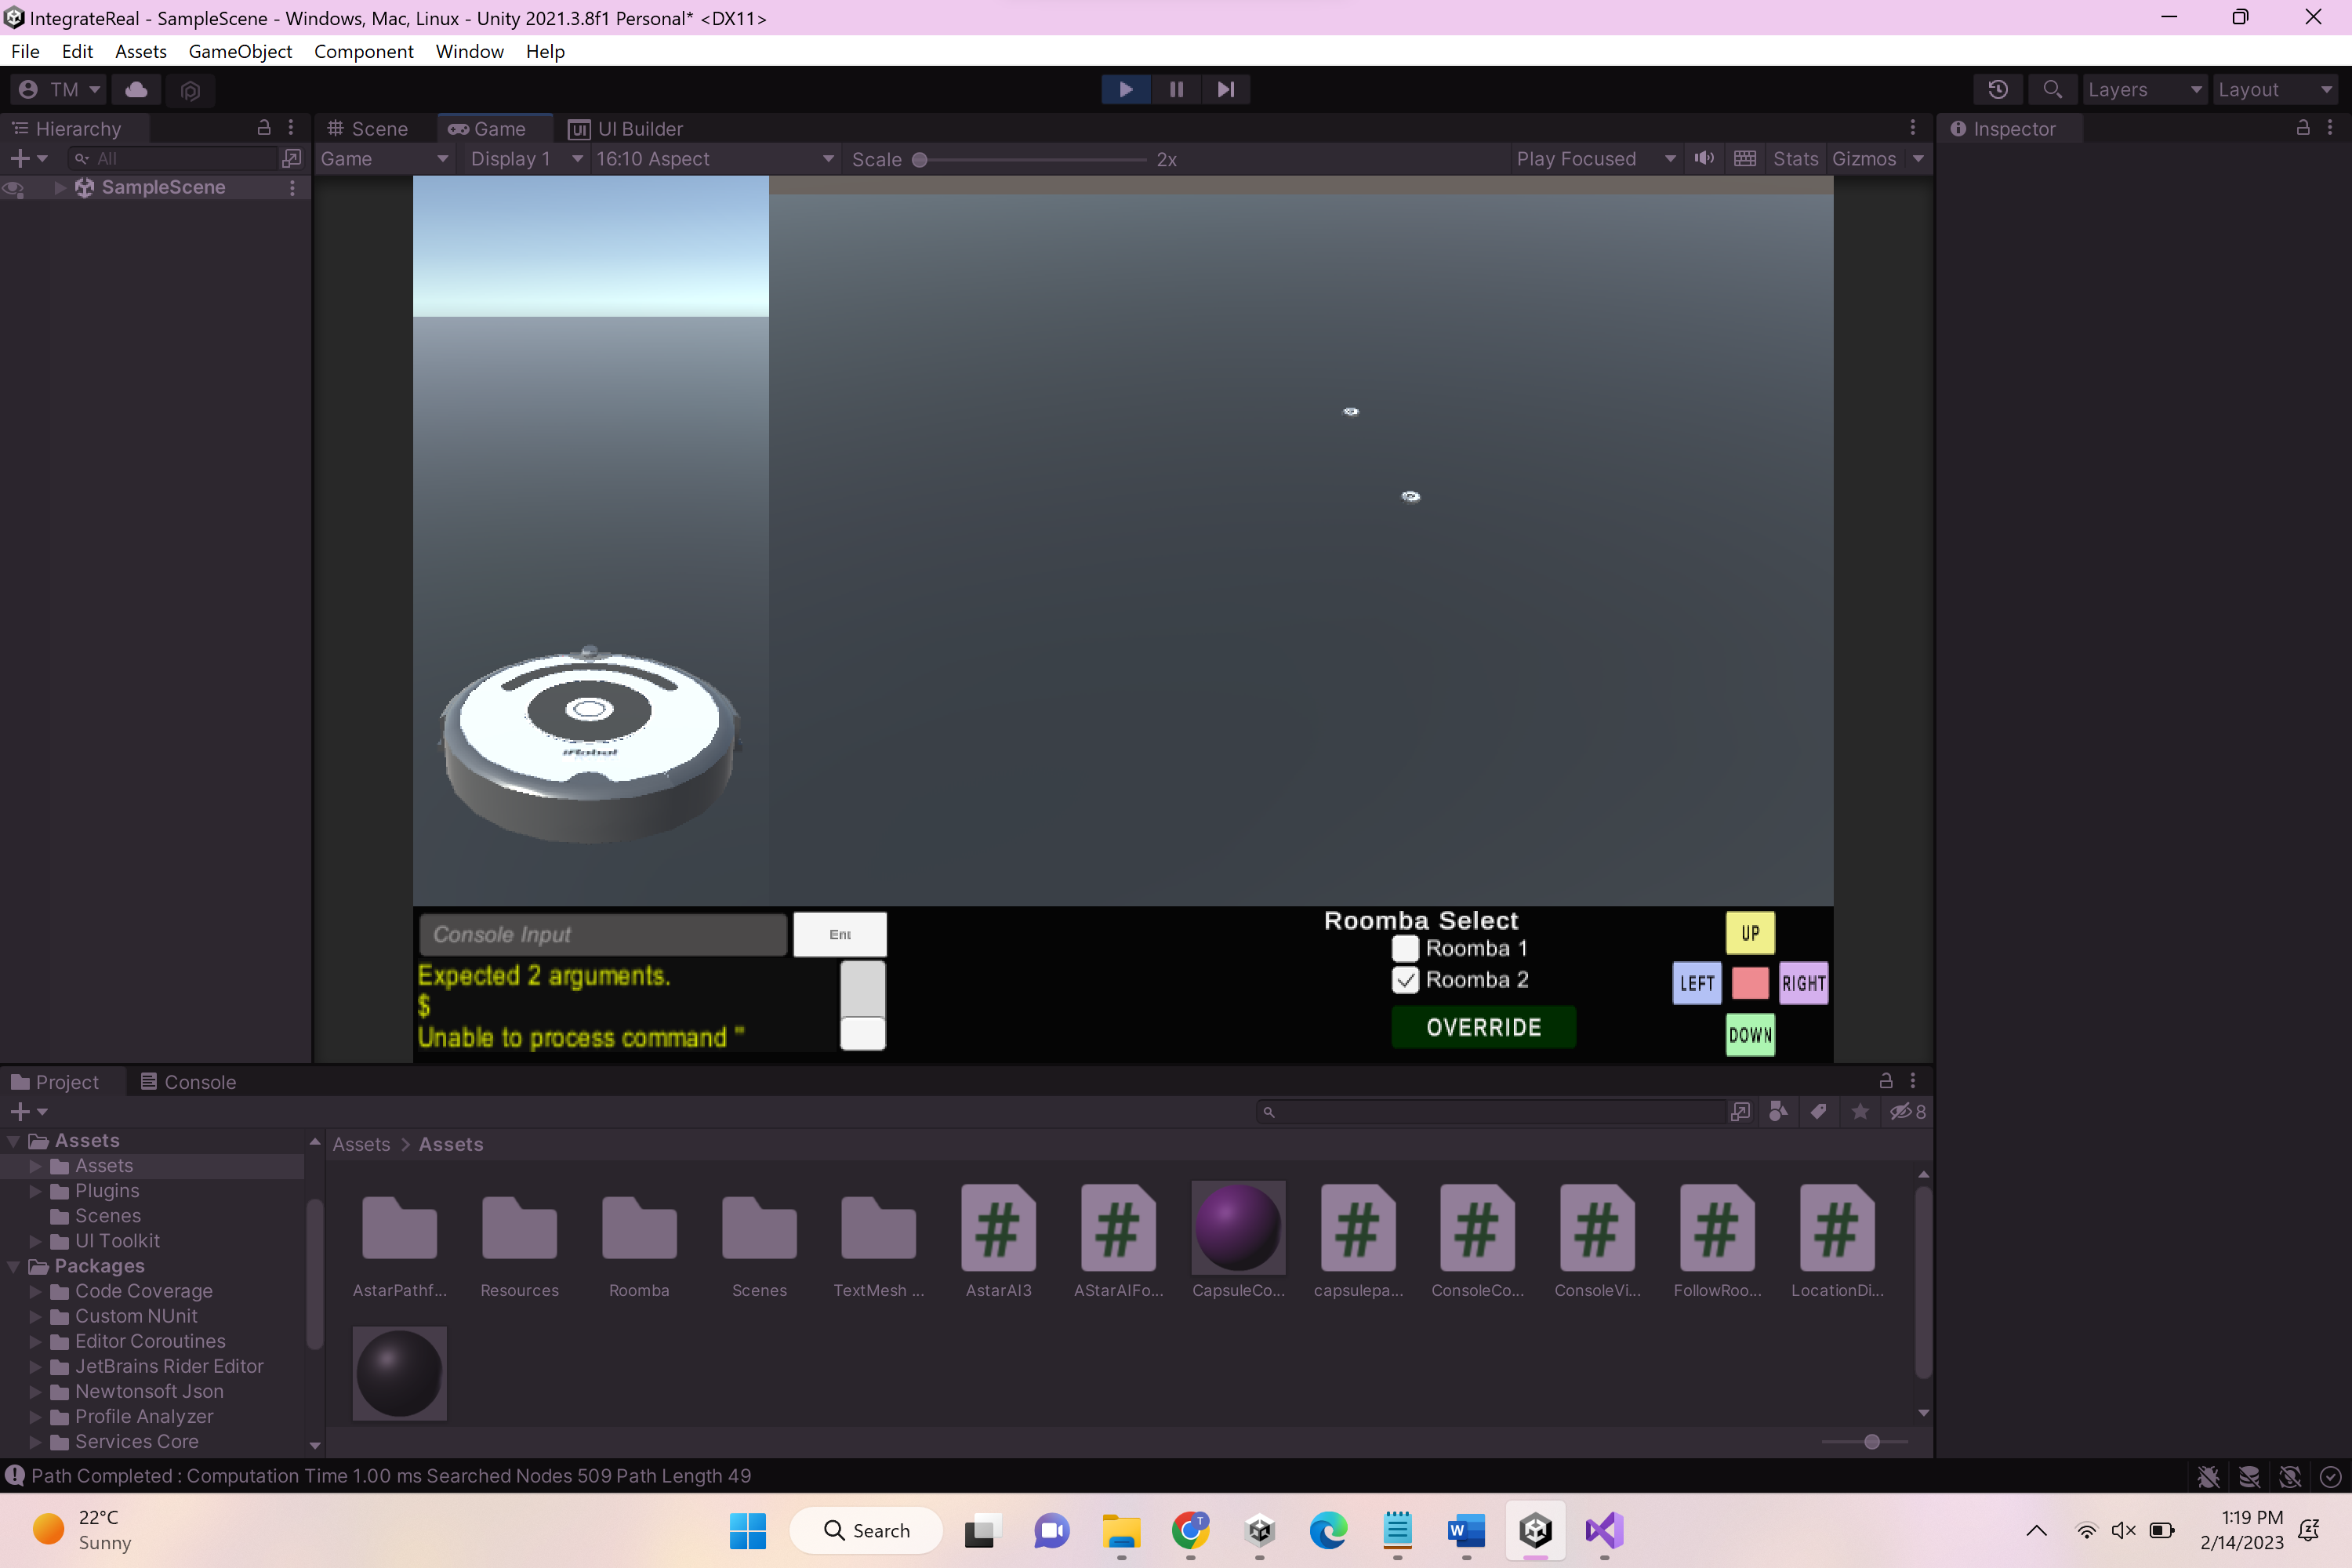 IntegrateReal - SampleScene - Windows, Mac, Linux - Unity 2021.3.8f1 Personal* <DX11>
File Edit Assets GameObject Component Window Help
TM Layers Layout
Hierarchy Scene Game UI Builder Inspector
All Game Display 1 16:10 Aspect Scale 2x Play Focused Stats Gizmos
SampleScene
iRobot
Console Input Ent
Expected 2 arguments.
$
Unable to process command "
Roomba Select
Roomba 1
Roomba 2
OVERRIDE
UP
LEFT RIGHT
DOWN
Project Console
8
Assets
Assets
Plugins
Scenes
UI Toolkit
Packages
Code Coverage
Custom NUnit
Editor Coroutines
JetBrains Rider Editor
Newtonsoft Json
Profile Analyzer
Services Core
Assets > Assets
AstarPathf... Resources Roomba Scenes TextMesh ... AstarAI3 AStarAIFo... CapsuleCo... capsulepa... ConsoleCo... ConsoleVi... FollowRoo... LocationDi...
Path Completed : Computation Time 1.00 ms Searched Nodes 509 Path Length 49
22°C
Sunny
Search
1:19 PM
2/14/2023